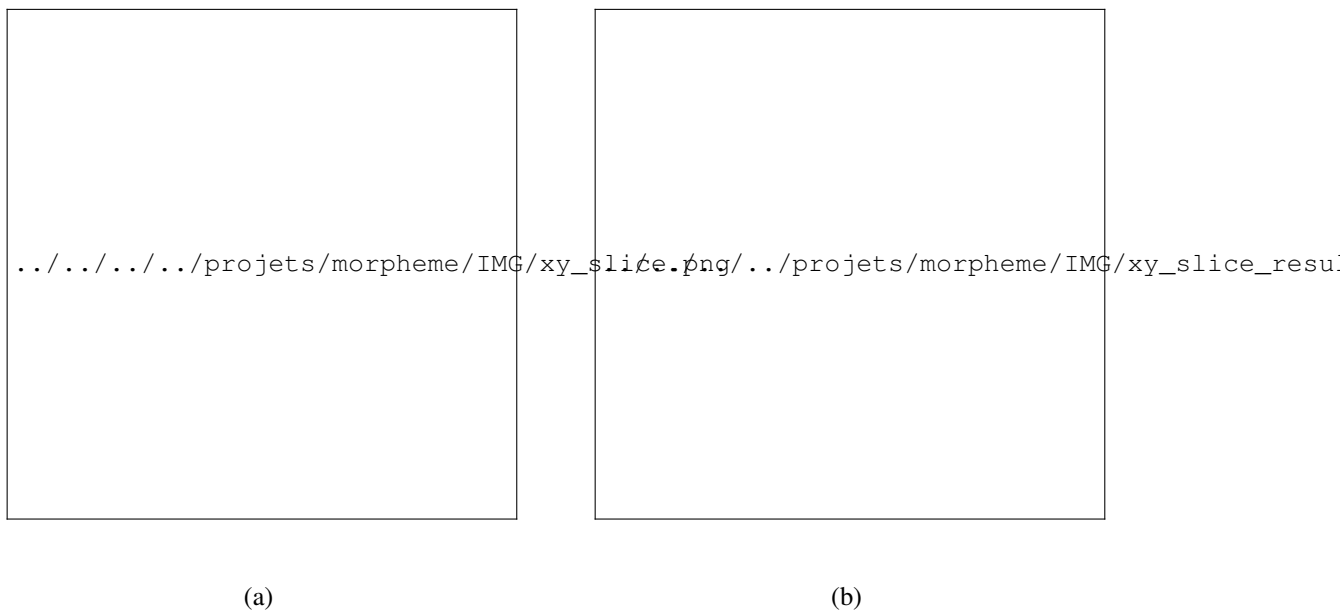 ../../../../projets/morpheme/IMG/xy_slice.png
../../../../projets/morpheme/IMG/xy_slice_resul
(a)
(b)